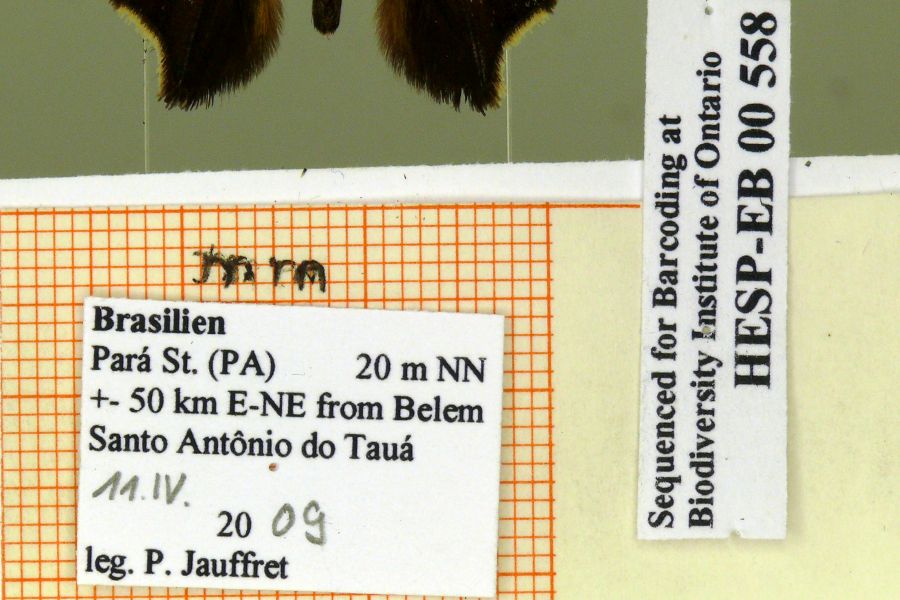 mm
Brasilien
Pará St. (PA) 20 m NN
+- 50 km E-NE from Belem
Santo Antônio do Tauá
11.IV.
20 09
leg. P. Jauffret
Sequenced for Barcoding at
Biodiversity Institute of Ontario
HESP-EB 00 558